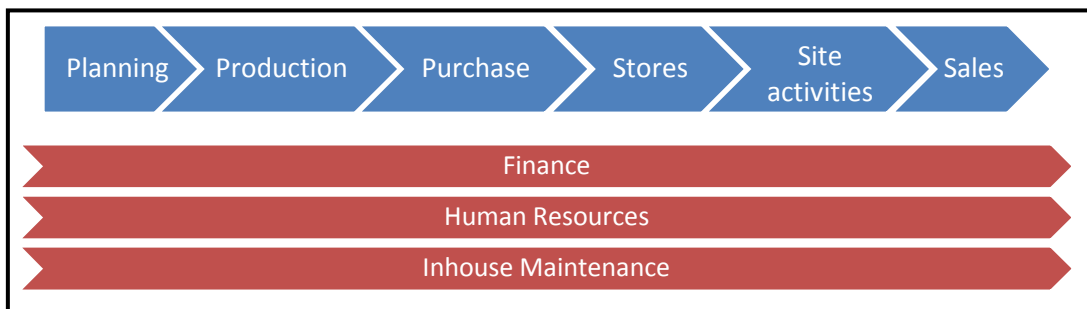 Planning
Production
Purchase
Stores
Site
activities
Sales
Finance
Human Resources
Inhouse Maintenance